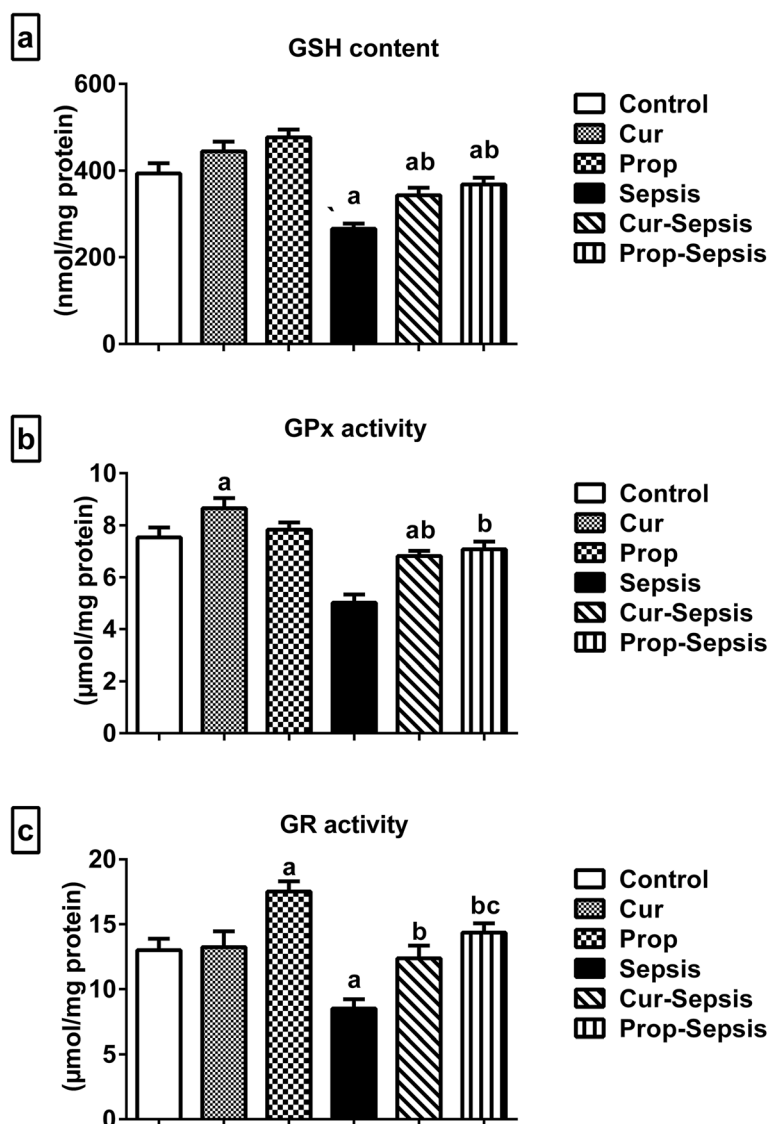 a
GSH content
(nmol/mg protein)
600
400
200
0
a
ab
ab
Control
Cur
Prop
Sepsis
Cur-Sepsis
Prop-Sepsis
b
GPx activity
(µmol/mg protein)
10
8
6
4
2
0
a
ab
b
Control
Cur
Prop
Sepsis
Cur-Sepsis
Prop-Sepsis
c
GR activity
(µmol/mg protein)
20
15
10
5
0
a
a
b
bc
Control
Cur
Prop
Sepsis
Cur-Sepsis
Prop-Sepsis